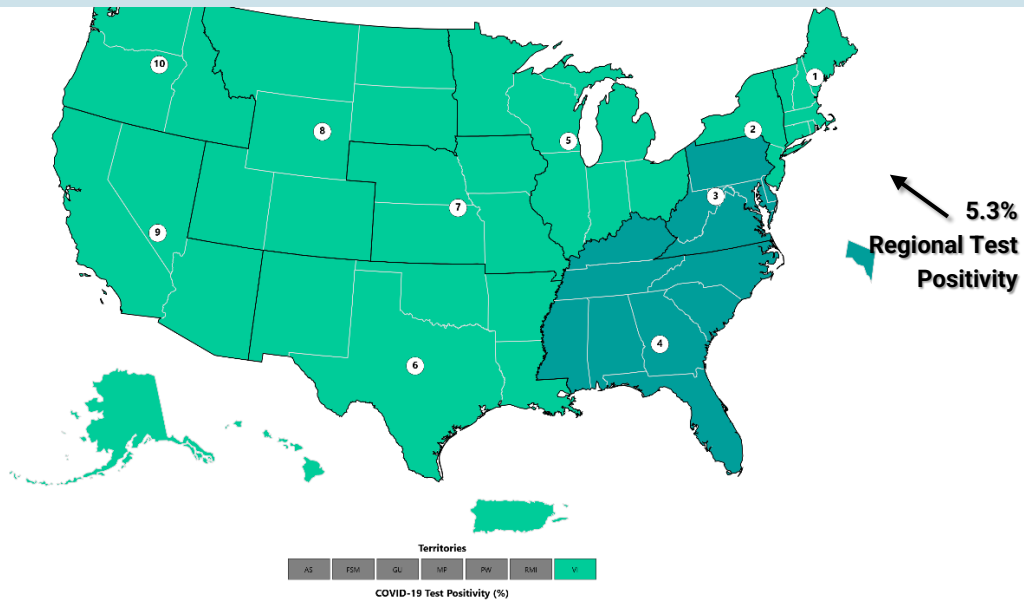 10
1
8
5
2
3
7
9
5.3%
Regional Test
Positivity
4
6
Territories
AS FSM GU MP PW RMI VI
COVID-19 Test Positivity (%)